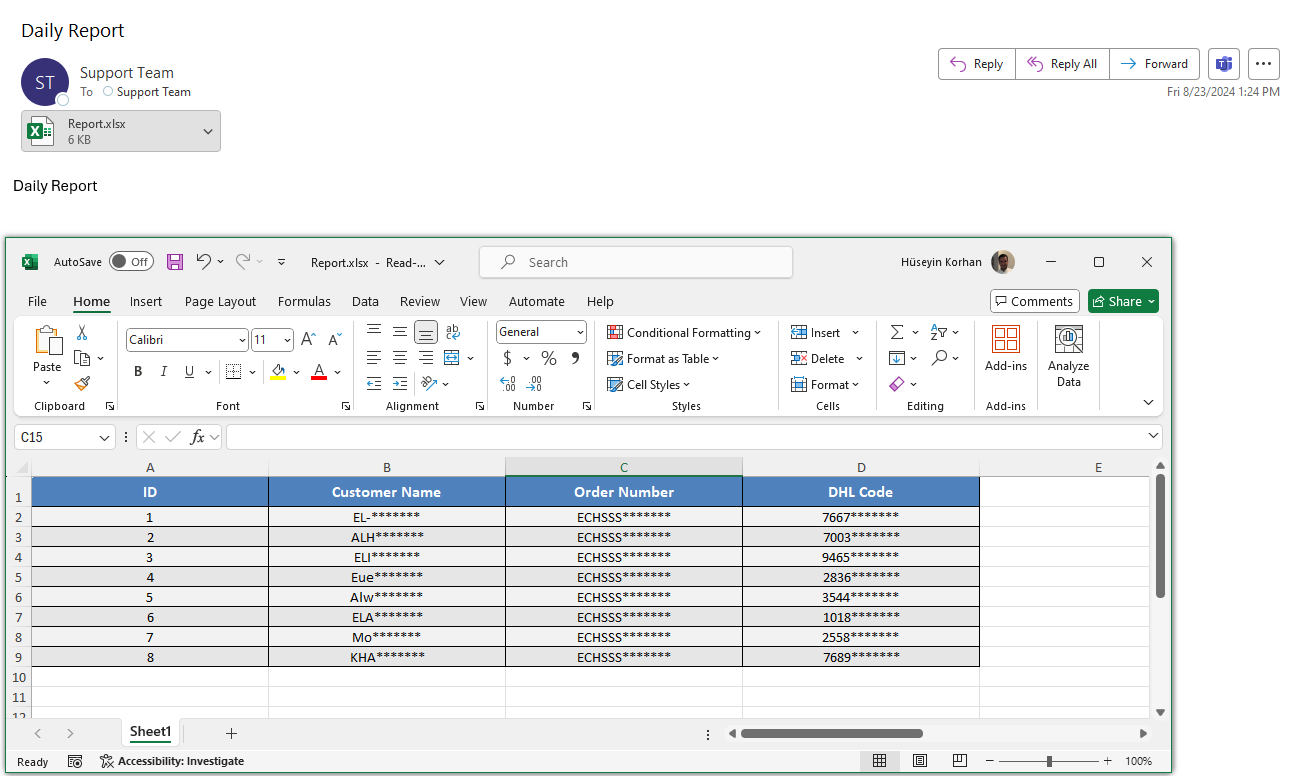 Daily Report
ST
Support Team
To Support Team
Reply Reply All Forward
Fri 8/23/2024 1:24 PM
Report.xlsx
6 KB
Daily Report
AutoSave Off Report.xlsx - Read-... Search Hüseyin Korhan
File Home Insert Page Layout Formulas Data Review View Automate Help Comments Share
Paste
Calibri 11
B I U A
ab
General
$ % ,
Conditional Formatting
Format as Table
Cell Styles
Insert
Delete
Format
Add-ins
Analyze Data
Clipboard Font Alignment Number Styles Cells Editing Add-ins
C15 fx
A B C D E
1 ID Customer Name Order Number DHL Code
2 1 EL-******* ECHSSS******* 7667*******
3 2 ALH******* ECHSSS******* 7003*******
4 3 ELI******* ECHSSS******* 9465*******
5 4 Eue******* ECHSSS******* 2836*******
6 5 Alw******* ECHSSS******* 3544*******
7 6 ELA******* ECHSSS******* 1018*******
8 7 Mo******* ECHSSS******* 2558*******
9 8 KHA******* ECHSSS******* 7689*******
10
11
12
Sheet1
Ready Accessibility: Investigate 100%